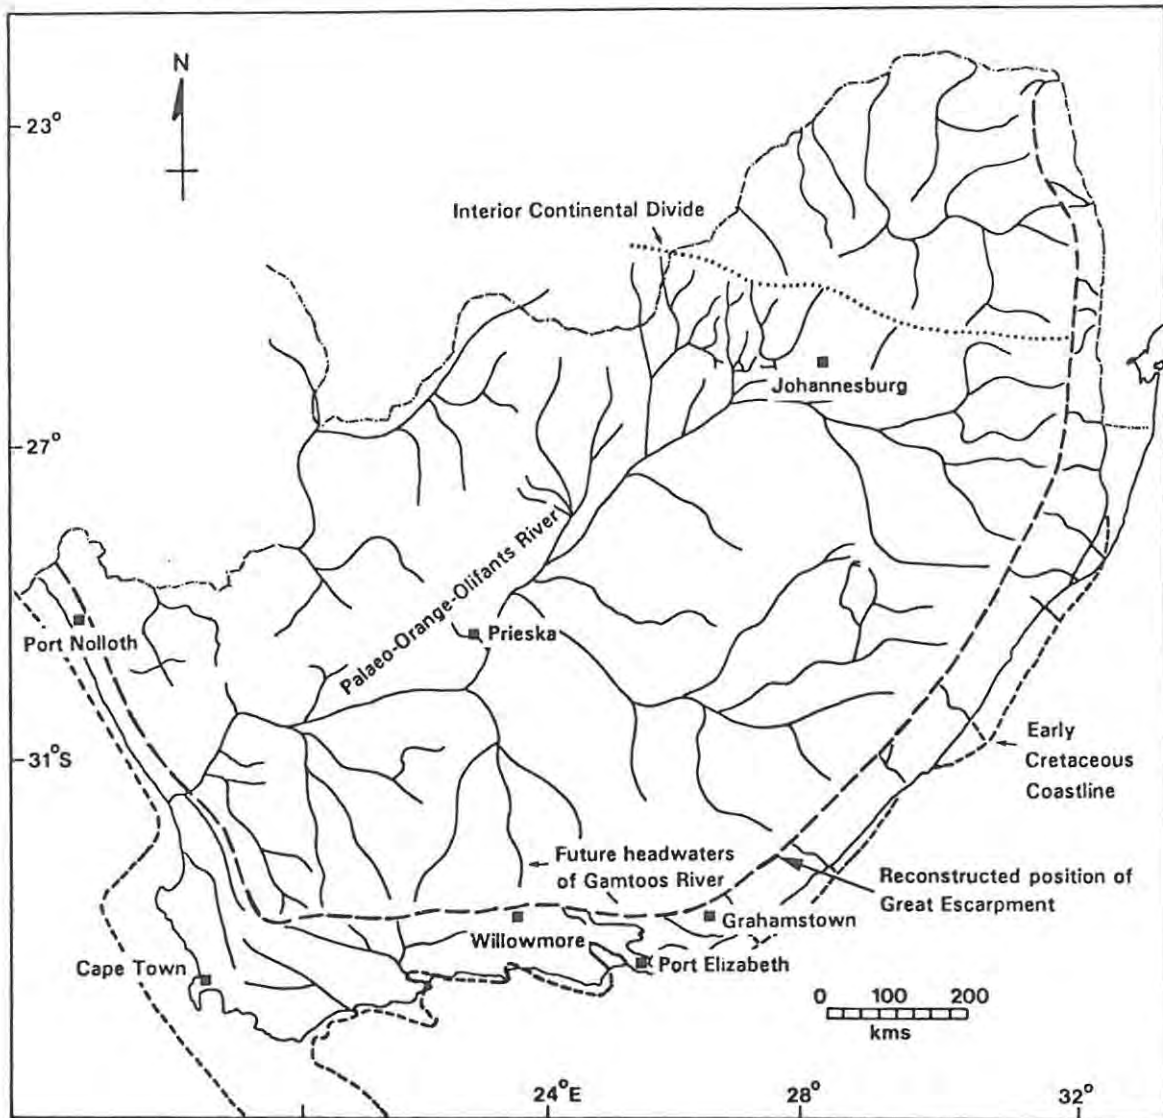 N
23°
Interior Continental Divide
Johannesburg
27°
Palaeo-Orange-Olifants River
Port Nolloth
Prieska
31°S
Early
Cretaceous
Coastline
Future headwaters
of Gamtoos River
Reconstructed position of
Great Escarpment
Willowmore
Grahamstown
Cape Town
Port Elizabeth
0 100 200
kms
24°E
28°
32°